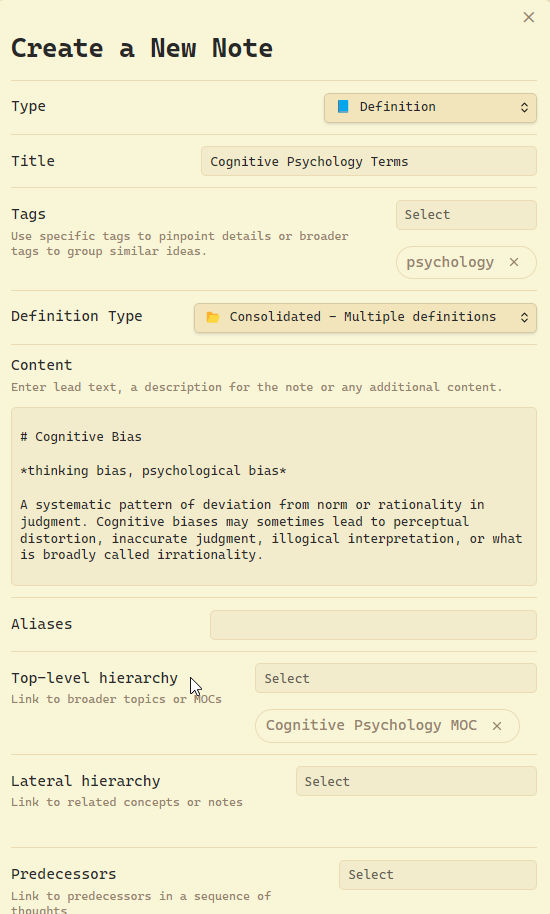 Create a New Note
Type
Definition
Title
Cognitive Psychology Terms
Tags
Select
Use specific tags to pinpoint details or broader
tags to group similar ideas.
psychology
Definition Type
Consolidated - Multiple definitions
Content
Enter lead text, a description for the note or any additional content.
# Cognitive Bias
*thinking bias, psychological bias*
A systematic pattern of deviation from norm or rationality in
judgment. Cognitive biases may sometimes lead to perceptual
distortion, inaccurate judgment, illogical interpretation, or what
is broadly called irrationality.
Aliases
Top-level hierarchy
Select
Link to broader topics or MOCs
Cognitive Psychology MOC
Lateral hierarchy
Select
Link to related concepts or notes
Predecessors
Select
Link to predecessors in a sequence of
thoughts